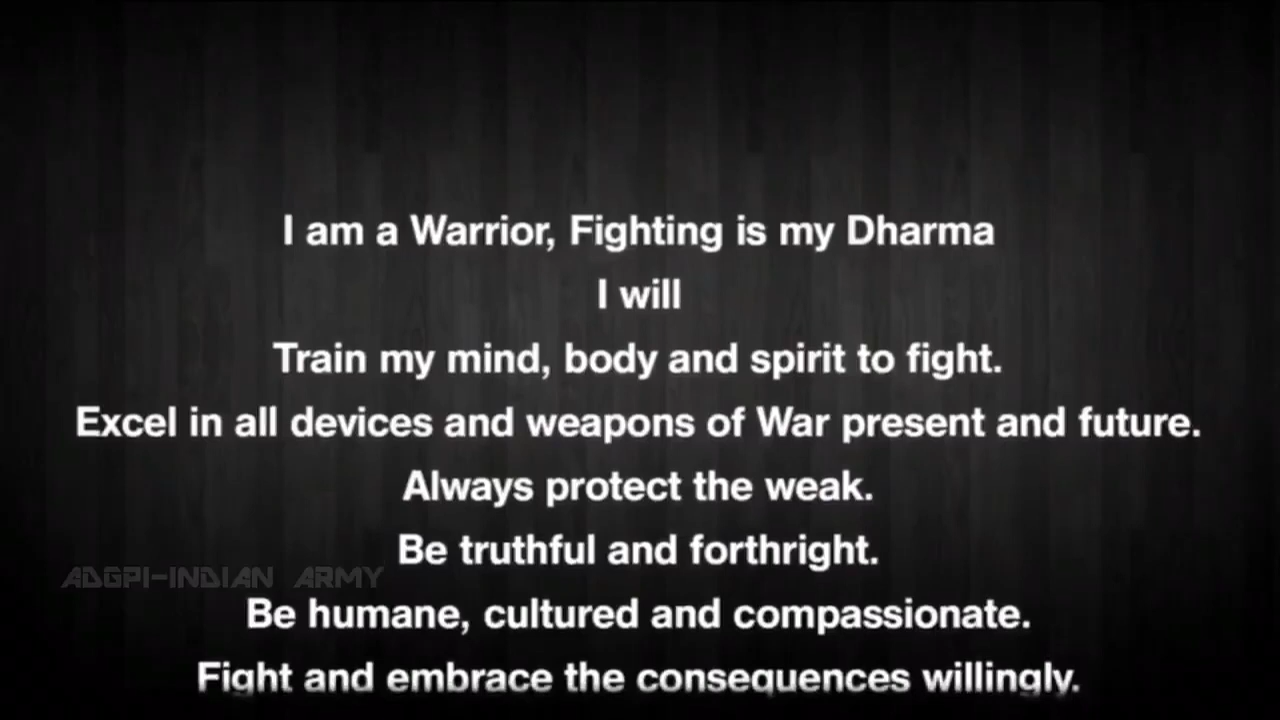 I am a Warrior, Fighting is my Dharma
I will
Train my mind, body and spirit to fight.
Excel in all devices and weapons of War present and future.
Always protect the weak.
Be truthful and forthright.
ADGPI-INDIAN ARMY
Be humane, cultured and compassionate.
Fight and embrace the consequences willingly.